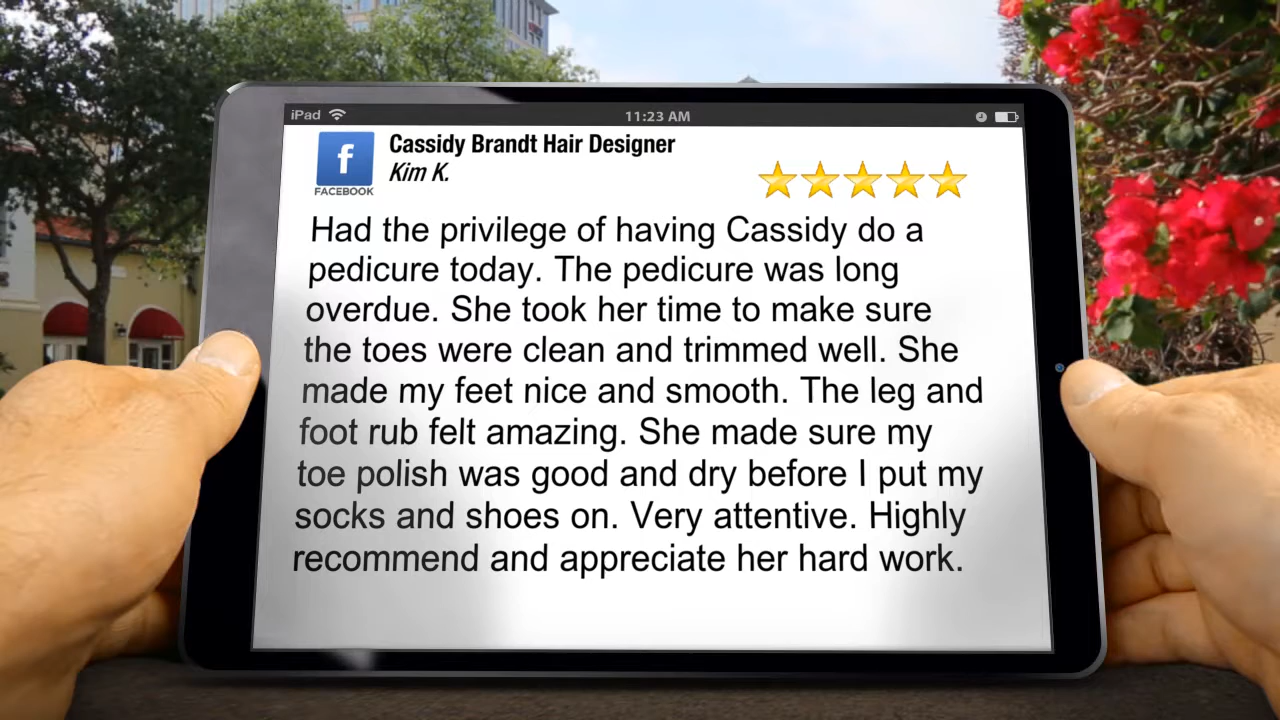 iPad
11:23 AM
f
FACEBOOK
Cassidy Brandt Hair Designer
Kim K.
Had the privilege of having Cassidy do a
pedicure today. The pedicure was long
overdue. She took her time to make sure
the toes were clean and trimmed well. She
made my feet nice and smooth. The leg and
foot rub felt amazing. She made sure my
toe polish was good and dry before I put my
socks and shoes on. Very attentive. Highly
recommend and appreciate her hard work.